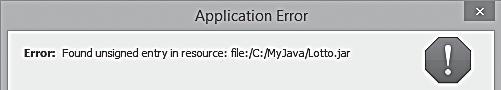 Application Error
Error: Found unsigned entry in resource: file:/C:/MyJava/Lotto.jar